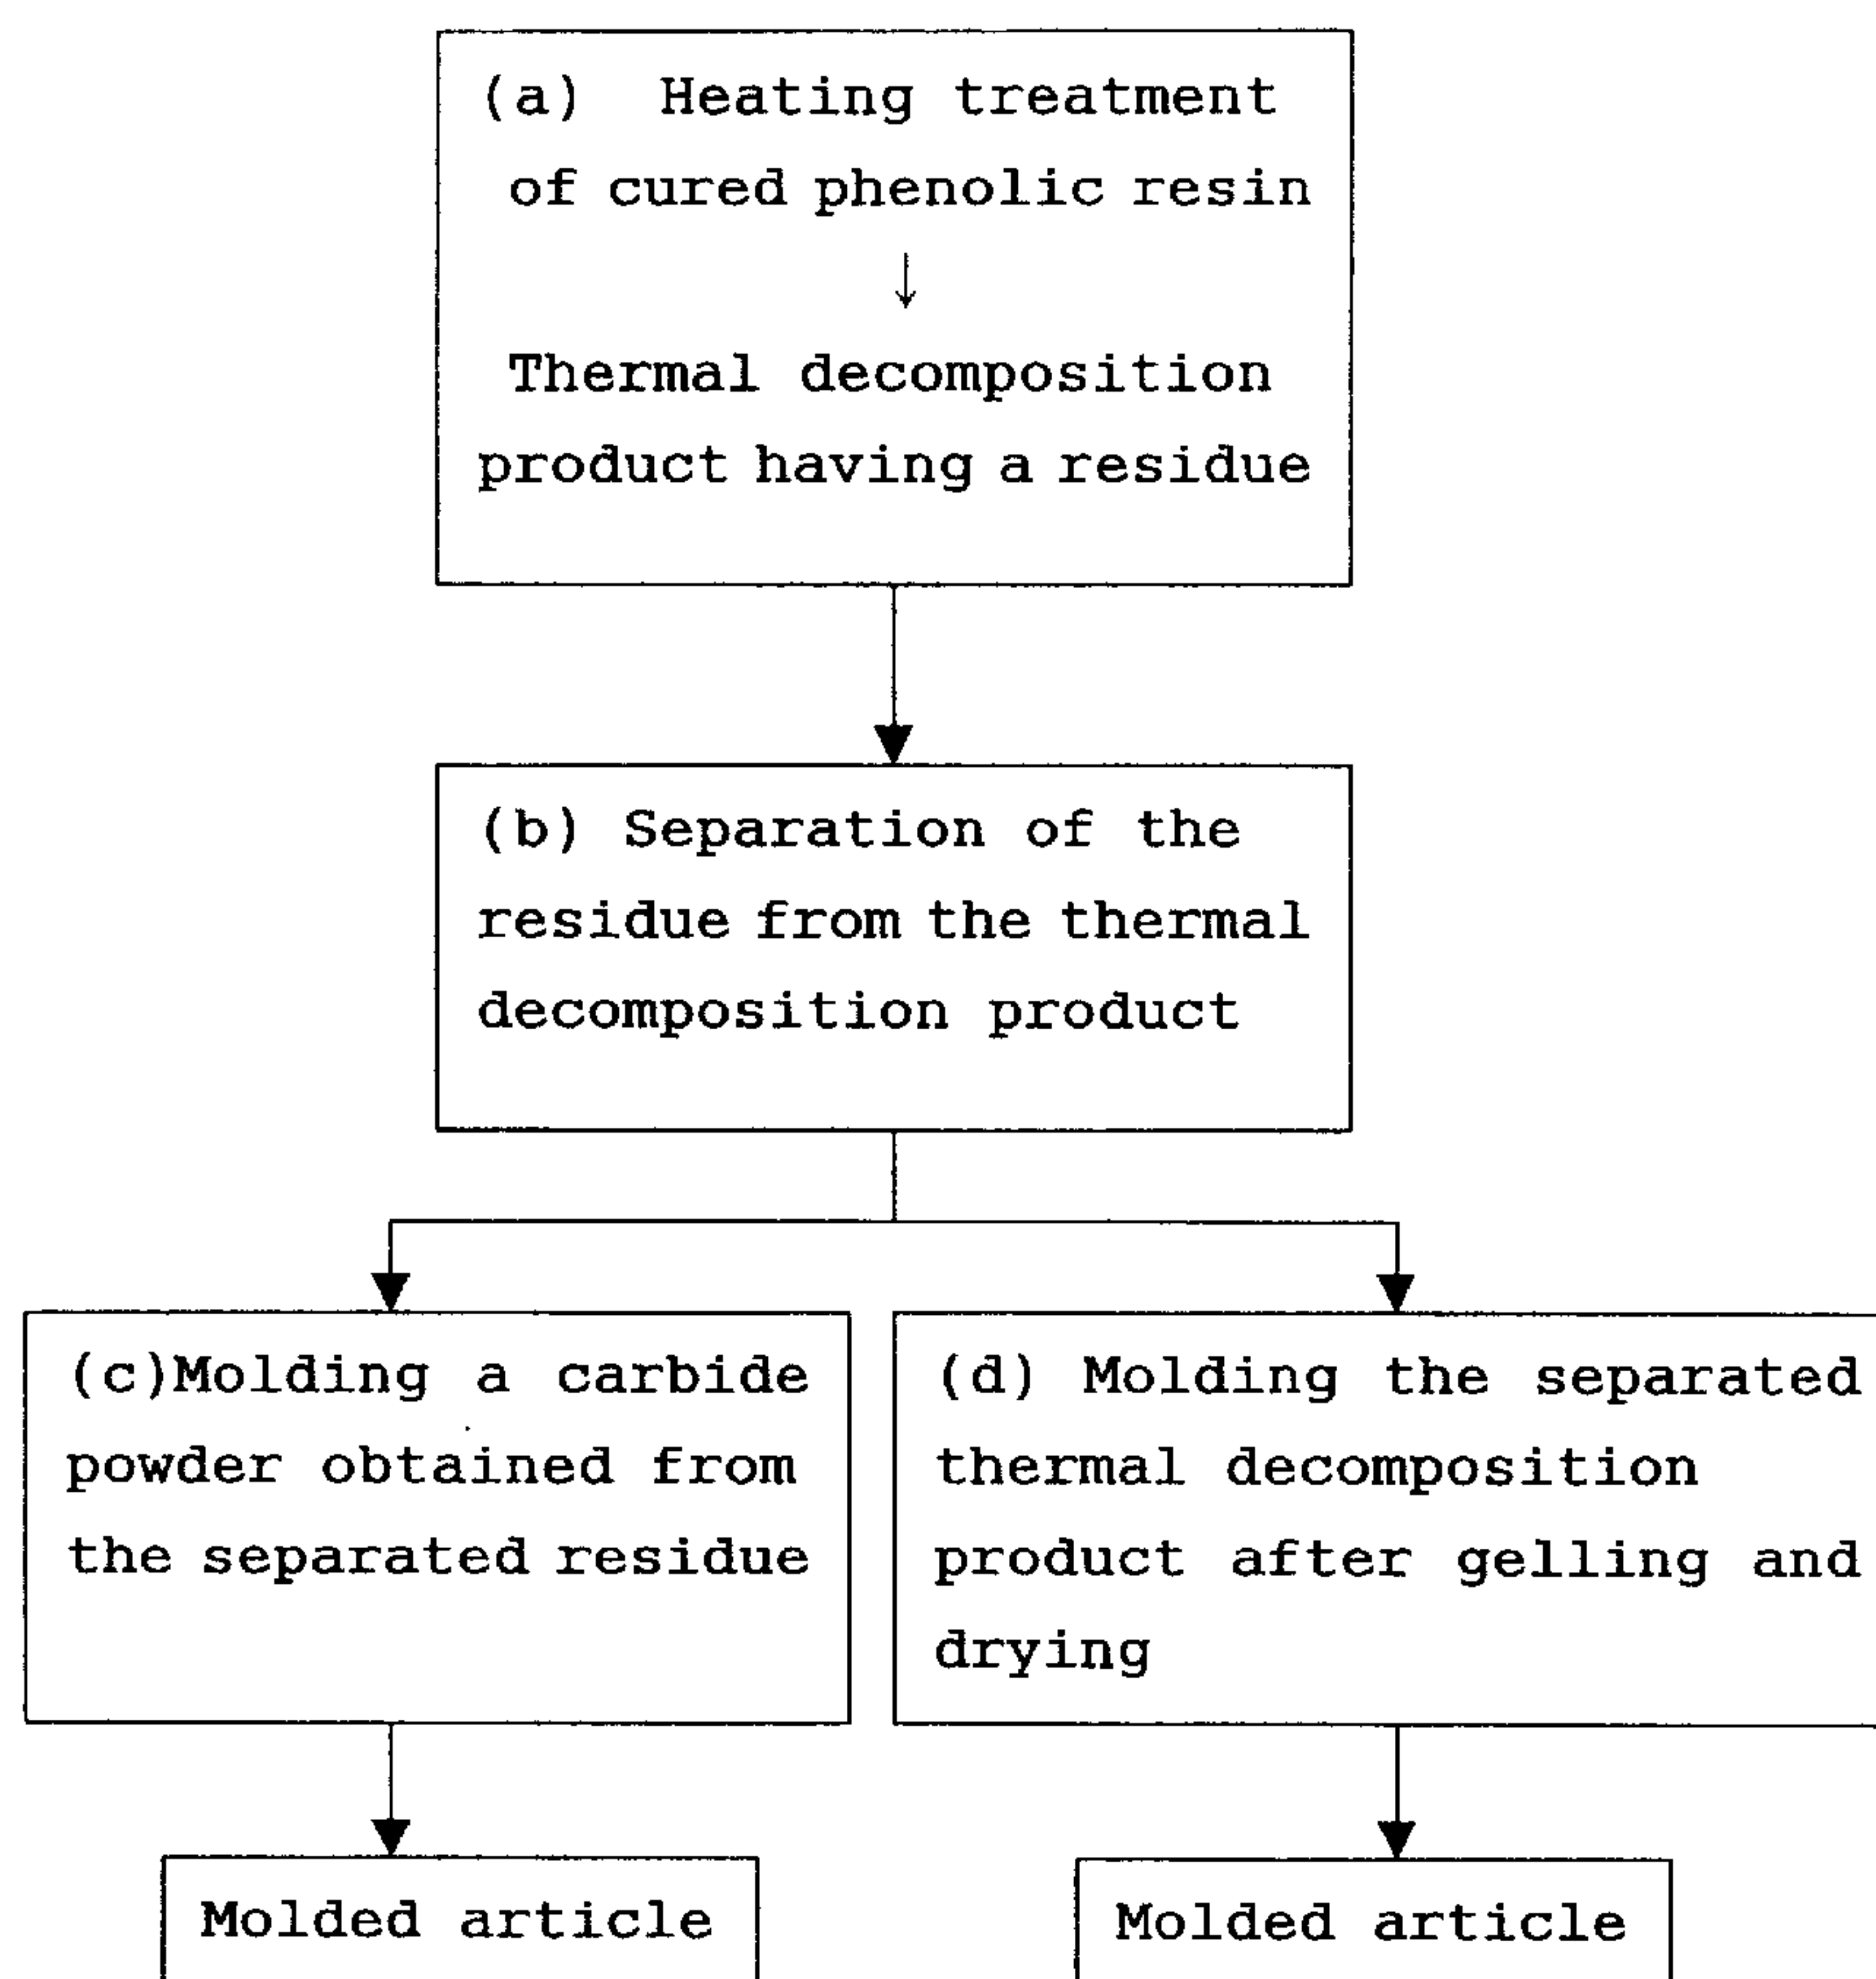 (a) Heating treatment
of cured phenolic resin
↓
Thermal decomposition
product having a residue
(b) Separation of the
residue from the thermal
decomposition product
(c)Molding a carbide
powder obtained from
the separated residue
(d) Molding the separated
thermal decomposition
product after gelling and
drying
Molded article
Molded article